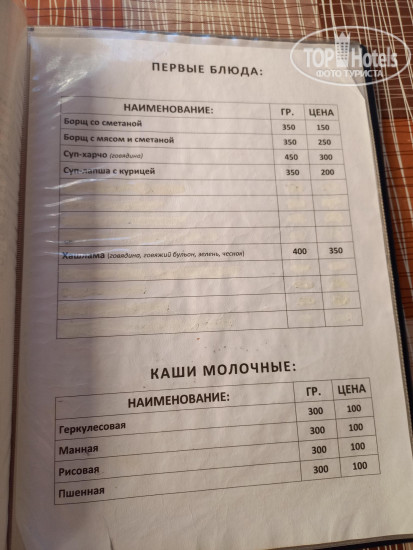 TOP Hotels
ФОТО ТУРИСТА
ПЕРВЫЕ БЛЮДА:
НАИМЕНОВАНИЕ: ГР. ЦЕНА
Борщ со сметаной 350 150
Борщ с мясом и сметаной 350 250
Суп-харчо (говядина) 450 300
Суп-лапша с курицей 350 200
Хашлама (говядина, говяжий бульон, зелень, чеснок) 400 350
КАШИ МОЛОЧНЫЕ:
НАИМЕНОВАНИЕ: ГР. ЦЕНА
Геркулесовая 300 100
Манная 300 100
Рисовая 300 100
Пшенная 300 100